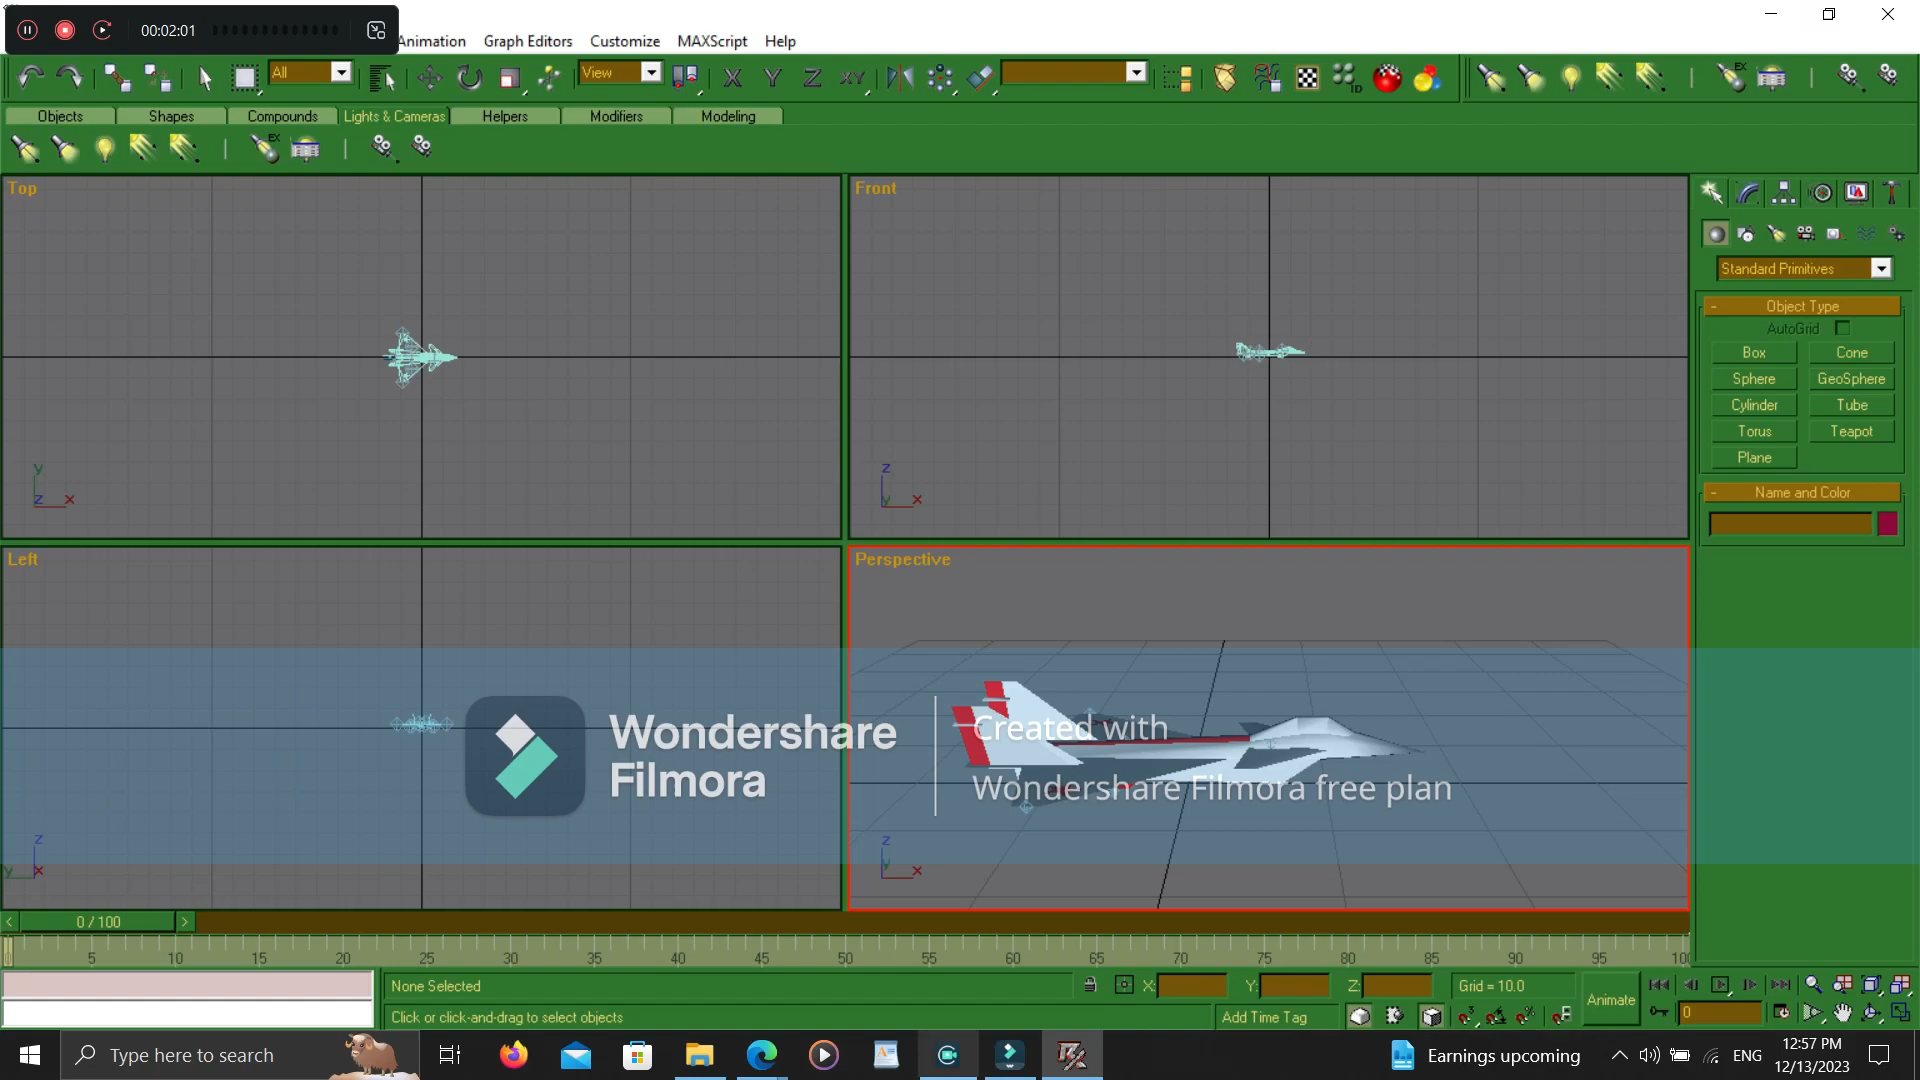 00:02:01
Animation Graph Editors Customize MAXScript Help
All
View
X Y Z XY
EX
ID
EX
Objects Shapes Compounds Lights & Cameras Helpers Modifiers Modeling
EX
Top
Front
Standard Primitives
- Object Type
AutoGrid
Box Cone
Sphere GeoSphere
Cylinder Tube
Torus Teapot
Plane
- Name and Color
y
z x
z
y x
Left
Perspective
Wondershare
Filmora
Created with
Wondershare Filmora free plan
z
y x
z
y x
< 0 / 100 >
5 10 15 20 25 30 35 40 45 50 55 60 65 70 75 80 85 90 95 100
None Selected X: Y: Z: Grid = 10.0
Animate
0
Click or click-and-drag to select objects Add Time Tag
Type here to search
Earnings upcoming
ENG
12:57 PM
12/13/2023